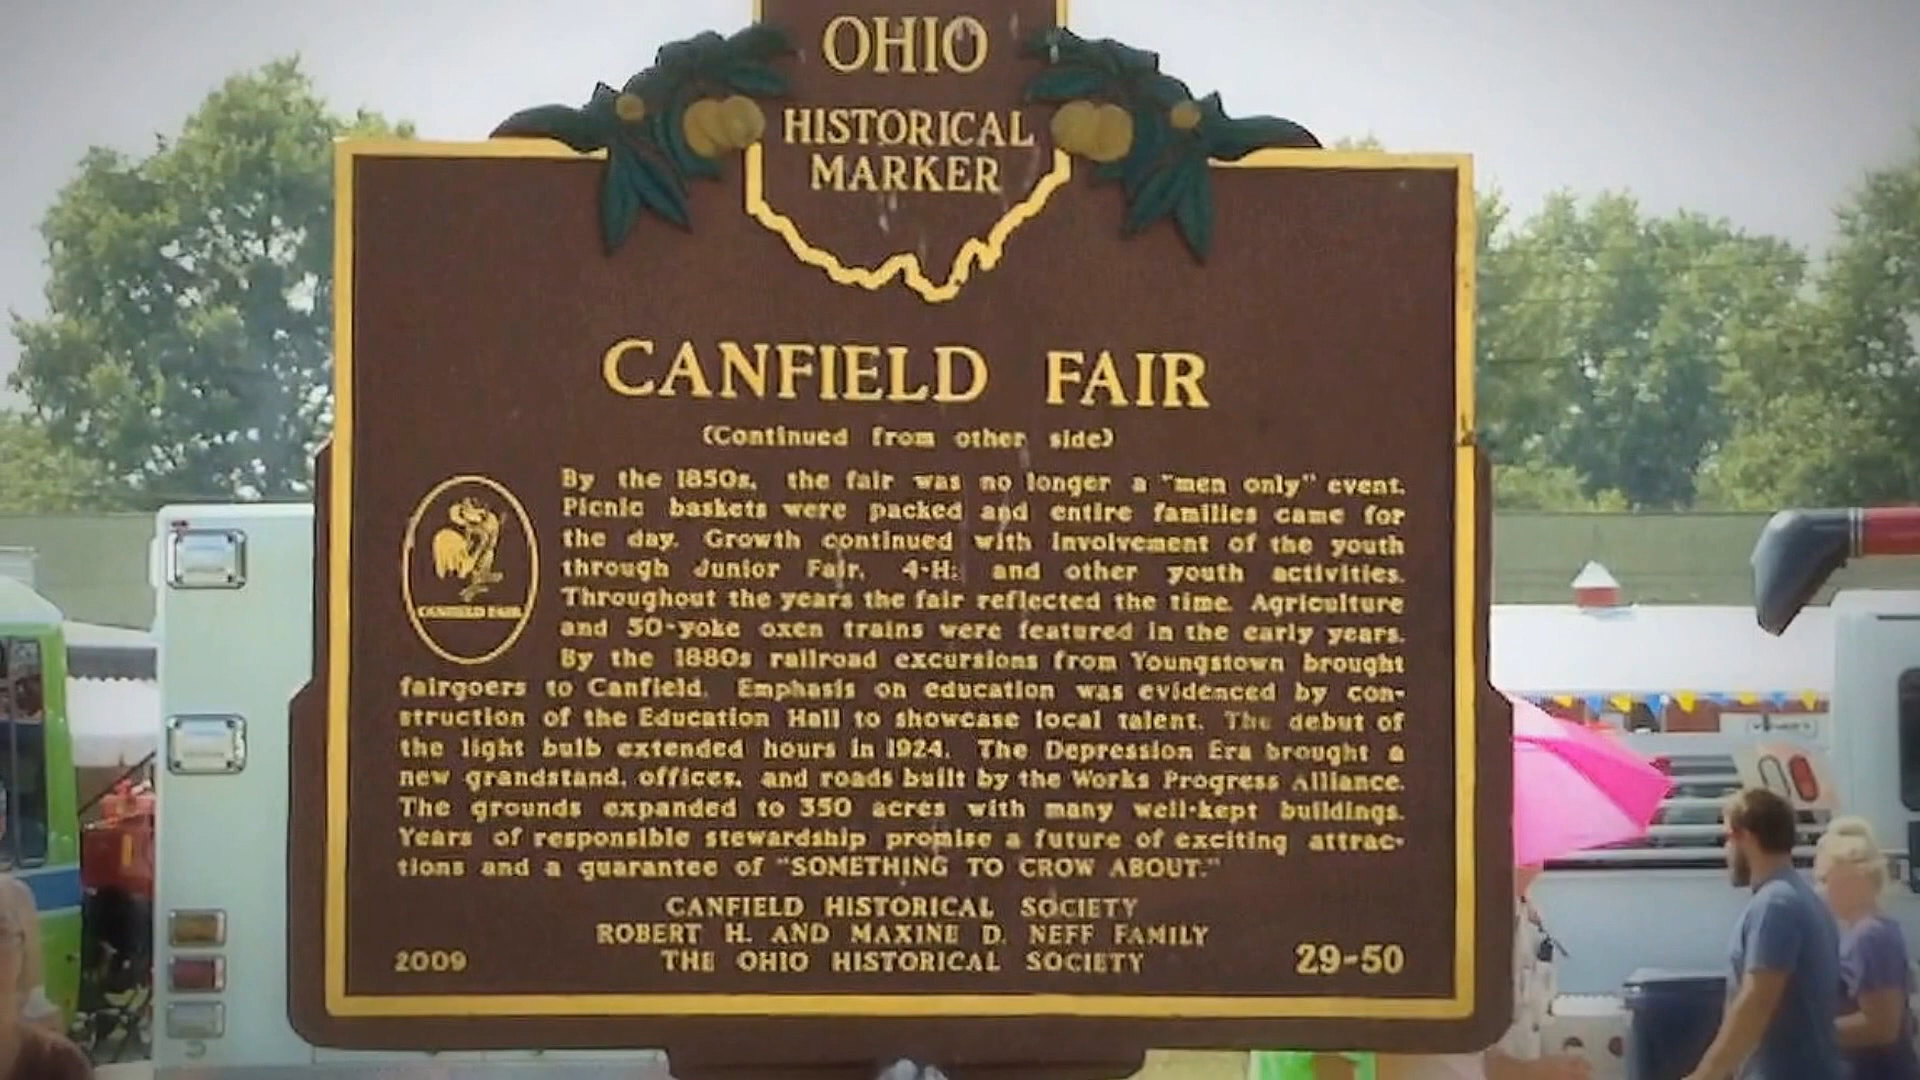 OHIO
HISTORICAL
MARKER
CANFIELD FAIR
(Continued from other side)
By the 1850s, the fair was no longer a "men only" event.
Picnic baskets were packed and entire families came for
the day. Growth continued with involvement of the youth
through Junior Fair, 4-H; and other youth activities.
Throughout the years the fair reflected the time. Agriculture
and 50-yoke oxen trains were featured in the early years.
By the 1880s railroad excursions from Youngstown brought
fairgoers to Canfield. Emphasis on education was evidenced by con-
struction of the Education Hall to showcase local talent. The debut of
the light bulb extended hours in 1924. The Depression Era brought a
new grandstand, offices, and roads built by the Works Progress Alliance.
The grounds expanded to 350 acres with many well-kept buildings.
Years of responsible stewardship promise a future of exciting attrac-
tions and a guarantee of "SOMETHING TO CROW ABOUT."
CANFIELD FAIR
CANFIELD HISTORICAL SOCIETY
ROBERT H. AND MAXINE D. NEFF FAMILY
THE OHIO HISTORICAL SOCIETY
2009
29-50